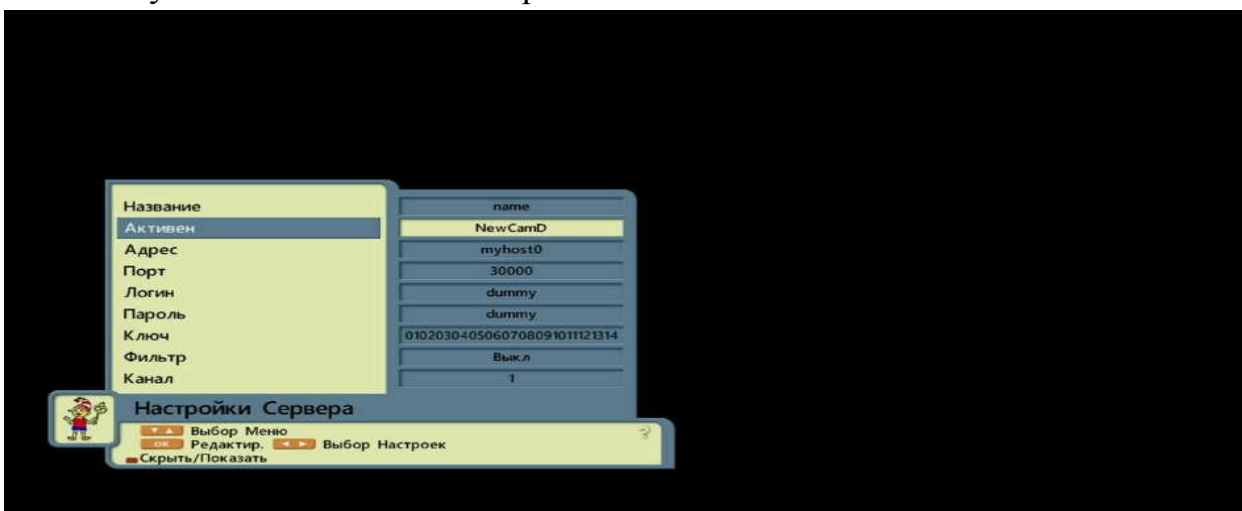 Название name
Активен NewCamD
Адрес myhost0
Порт 30000
Логин dummy
Пароль dummy
Ключ 0102030405060708091011121314
Фильтр Выкл
Канал 1
Настройки Сервера
Выбор Меню
OK Редактир. Выбор Настроек
Скрыть/Показать
?